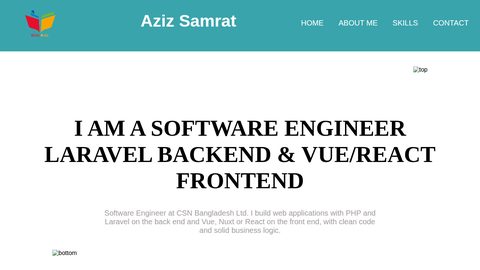 Aziz Samrat
HOME ABOUT ME SKILLS CONTACT
top
I AM A SOFTWARE ENGINEER
LARAVEL BACKEND & VUE/REACT
FRONTEND
Software Engineer at CSN Bangladesh Ltd. I build web applications with PHP and
Laravel on the back end and Vue, Nuxt or React on the front end, with clean code
and solid business logic.
bottom